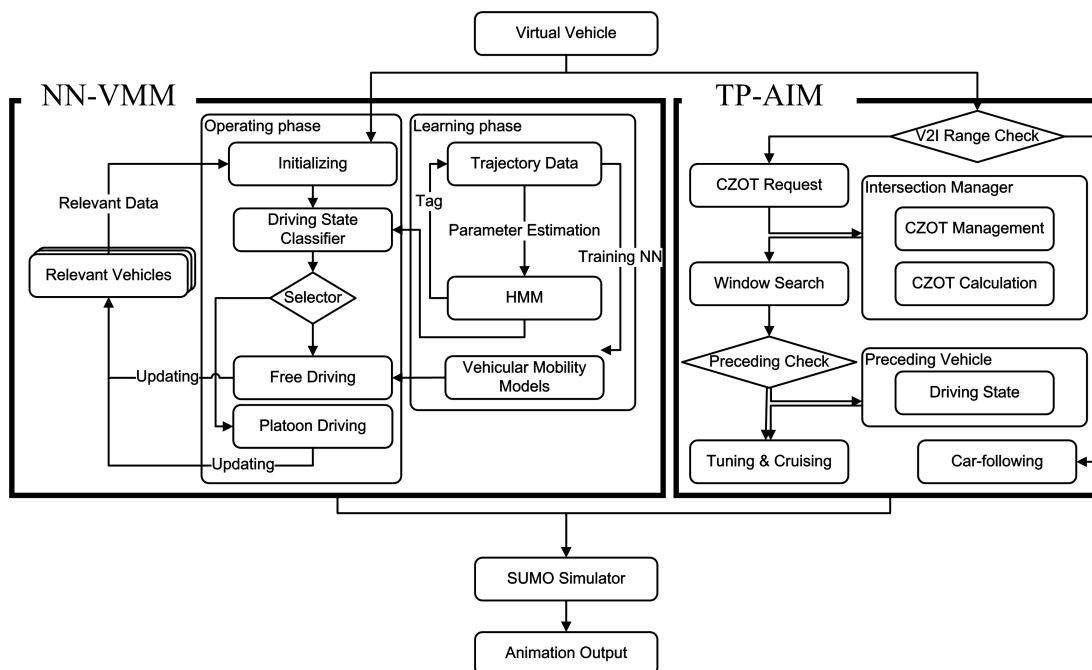 Virtual Vehicle
NN-VMM
TP-AIM
Operating phase
Learning phase
V2I Range Check
Initializing
Trajectory Data
CZOT Request
Intersection Manager
Relevant Data
Tag
Driving State
Classifier
Parameter Estimation
CZOT Management
Training NN
Relevant Vehicles
Selector
HMM
Window Search
CZOT Calculation
Preceding Check
Preceding Vehicle
Updating
Free Driving
Vehicular Mobility
Models
Driving State
Platoon Driving
Updating
Tuning & Cruising
Car-following
SUMO Simulator
Animation Output